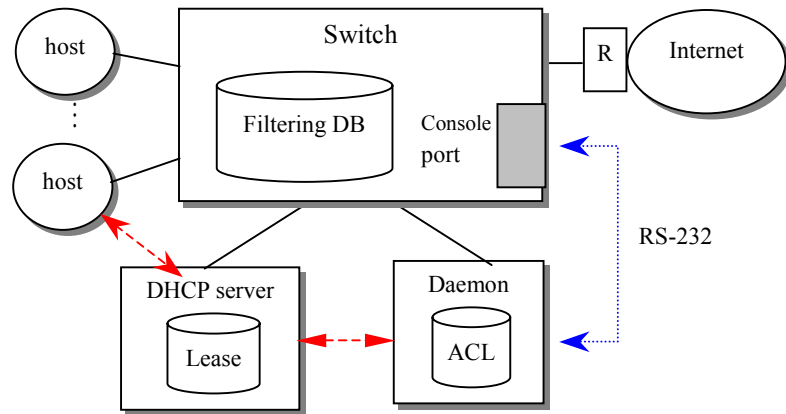 host
Switch
R
Internet
Filtering DB
Console
port
host
RS-232
DHCP server
Daemon
Lease
ACL